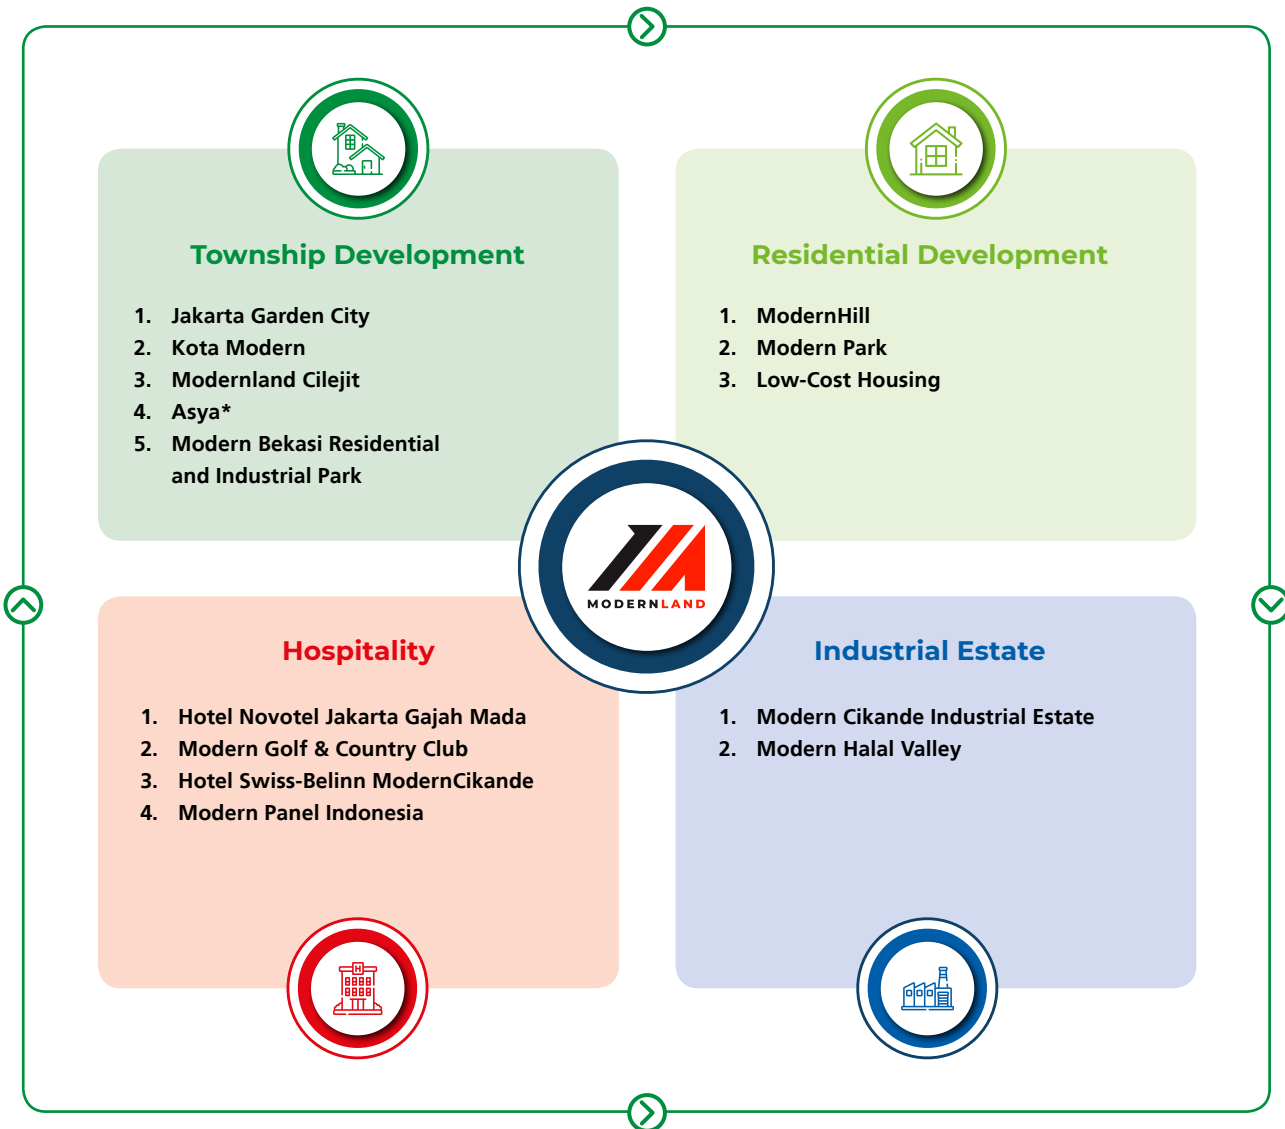 Township Development
1. Jakarta Garden City
2. Kota Modern
3. Modernland Cilejit
4. Asya*
5. Modern Bekasi Residential
and Industrial Park
Residential Development
1. ModernHill
2. Modern Park
3. Low-Cost Housing
MODERNLAND
Hospitality
1. Hotel Novotel Jakarta Gajah Mada
2. Modern Golf & Country Club
3. Hotel Swiss-Belinn ModernCikande
4. Modern Panel Indonesia
H
Industrial Estate
1. Modern Cikande Industrial Estate
2. Modern Halal Valley